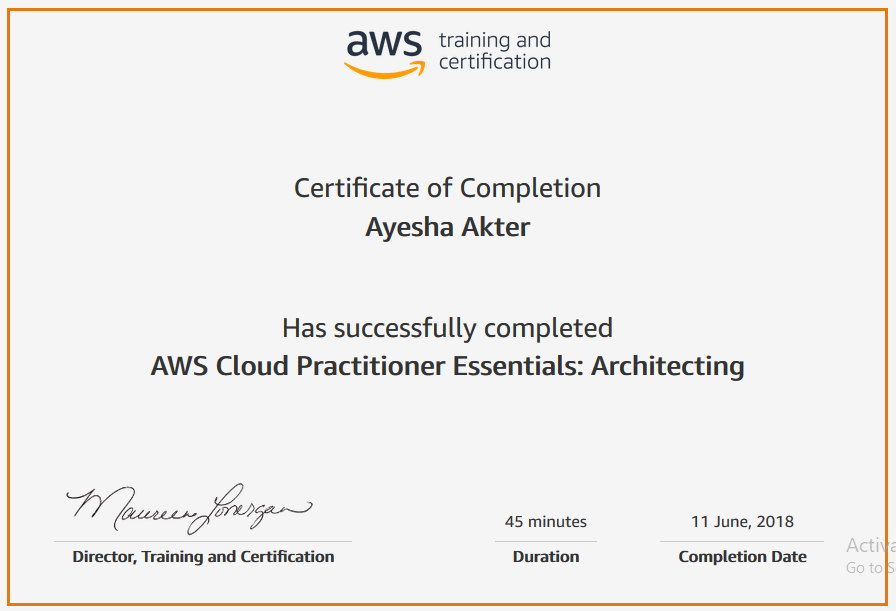 aws training and
certification
Certificate of Completion
Ayesha Akter
Has successfully completed
AWS Cloud Practitioner Essentials: Architecting
Maureen Lonergan
45 minutes
11 June, 2018
Director, Training and Certification
Duration
Completion Date
Activa
Go to S